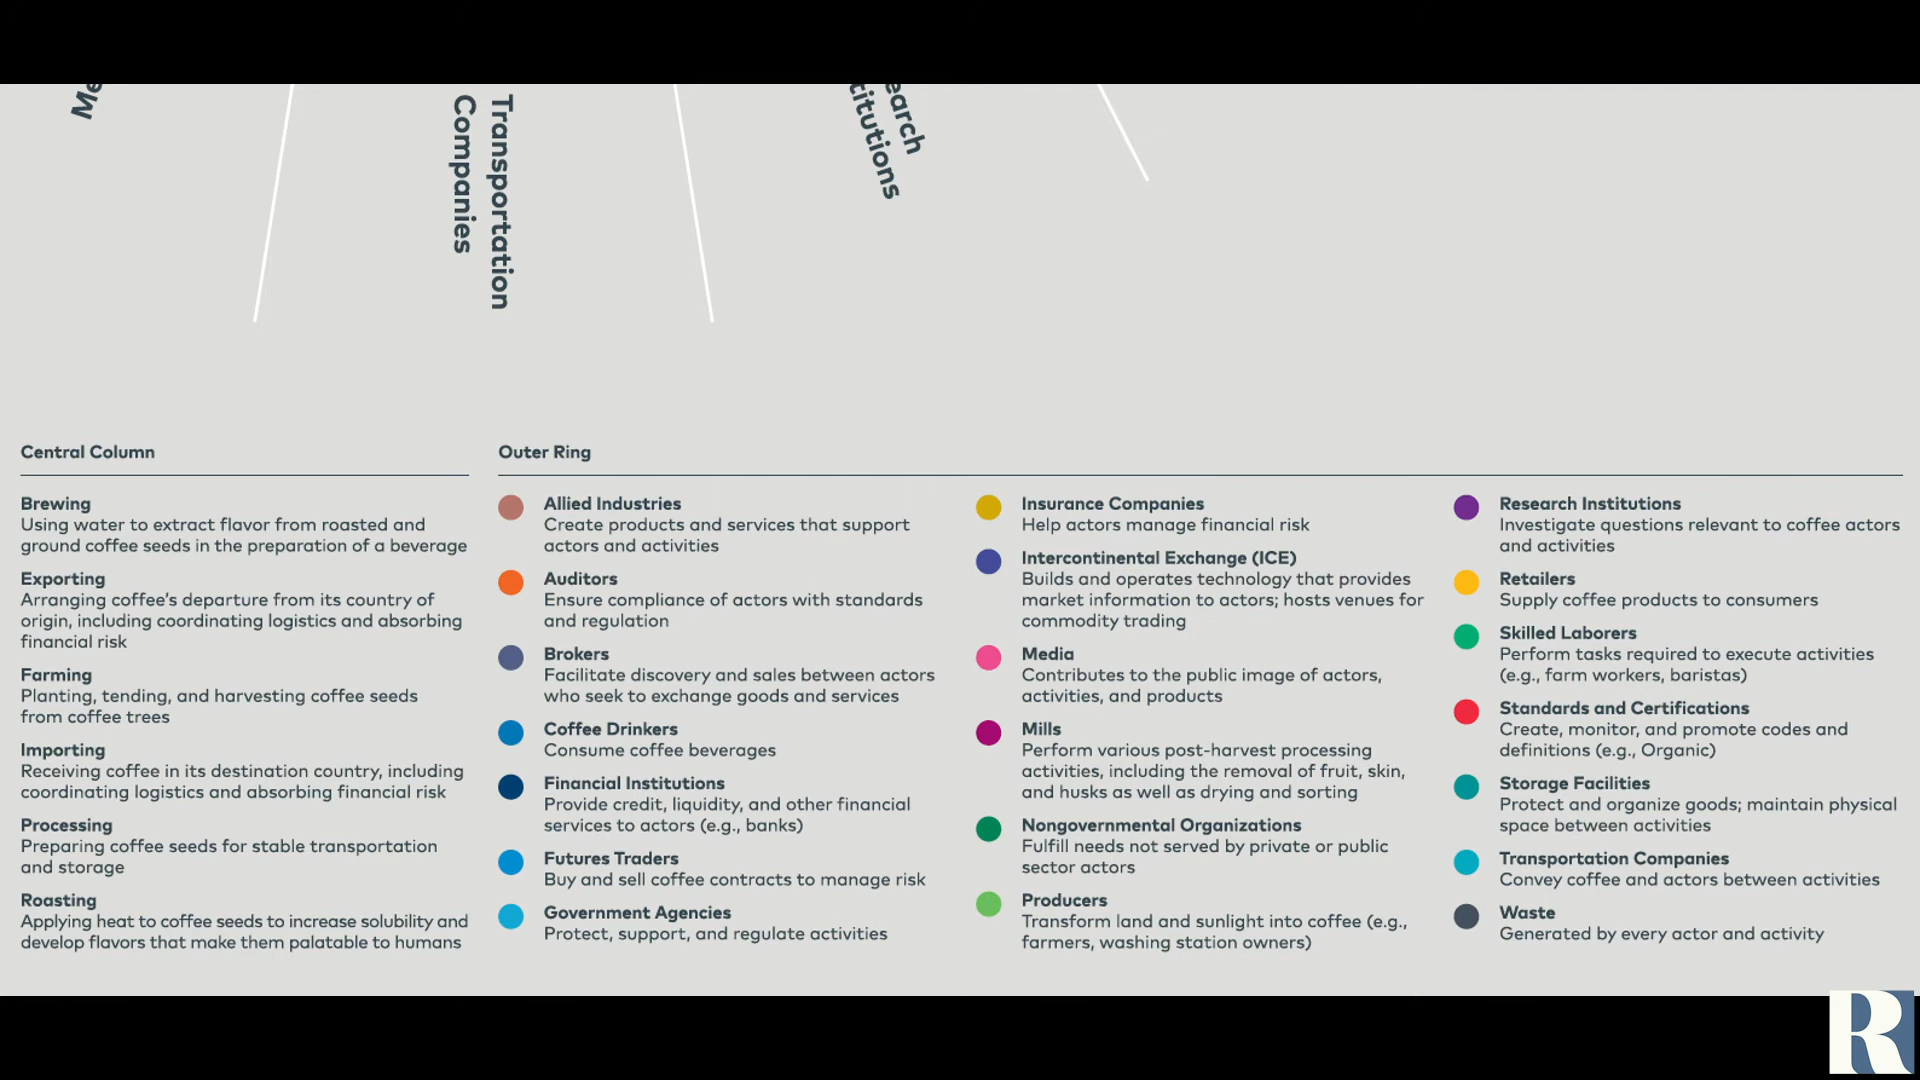 Me
Transportation
Companies
earch
titutions
Central Column
Brewing
Using water to extract flavor from roasted and
ground coffee seeds in the preparation of a beverage
Exporting
Arranging coffee's departure from its country of
origin, including coordinating logistics and absorbing
financial risk
Farming
Planting, tending, and harvesting coffee seeds
from coffee trees
Importing
Receiving coffee in its destination country, including
coordinating logistics and absorbing financial risk
Processing
Preparing coffee seeds for stable transportation
and storage
Roasting
Applying heat to coffee seeds to increase solubility and
develop flavors that make them palatable to humans
Outer Ring
Allied Industries
Create products and services that support
actors and activities
Auditors
Ensure compliance of actors with standards
and regulation
Brokers
Facilitate discovery and sales between actors
who seek to exchange goods and services
Coffee Drinkers
Consume coffee beverages
Financial Institutions
Provide credit, liquidity, and other financial
services to actors (e.g., banks)
Futures Traders
Buy and sell coffee contracts to manage risk
Government Agencies
Protect, support, and regulate activities
Insurance Companies
Help actors manage financial risk
Intercontinental Exchange (ICE)
Builds and operates technology that provides
market information to actors; hosts venues for
commodity trading
Media
Contributes to the public image of actors,
activities, and products
Mills
Perform various post-harvest processing
activities, including the removal of fruit, skin,
and husks as well as drying and sorting
Nongovernmental Organizations
Fulfill needs not served by private or public
sector actors
Producers
Transform land and sunlight into coffee (e.g.,
farmers, washing station owners)
Research Institutions
Investigate questions relevant to coffee actors
and activities
Retailers
Supply coffee products to consumers
Skilled Laborers
Perform tasks required to execute activities
(e.g., farm workers, baristas)
Standards and Certifications
Create, monitor, and promote codes and
definitions (e.g., Organic)
Storage Facilities
Protect and organize goods; maintain physical
space between activities
Transportation Companies
Convey coffee and actors between activities
Waste
Generated by every actor and activity
R